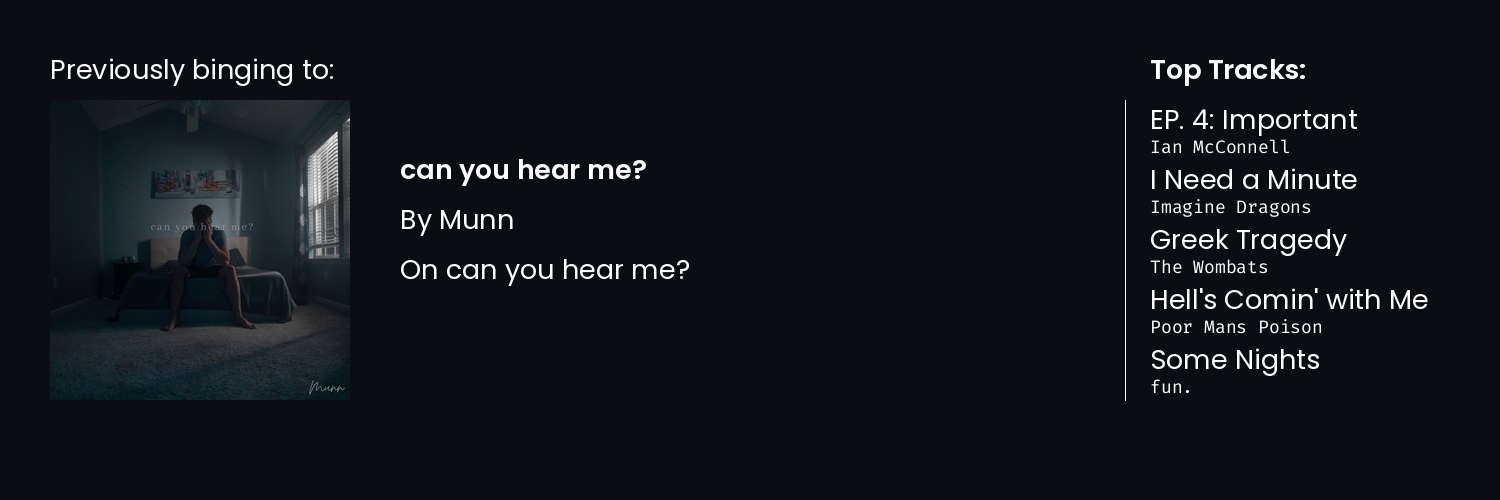 Previously binging to:
can you hear me?
Munn
can you hear me?
By Munn
On can you hear me?
Top Tracks:
EP. 4: Important
Ian McConnell
I Need a Minute
Imagine Dragons
Greek Tragedy
The Wombats
Hell's Comin' with Me
Poor Mans Poison
Some Nights
fun.